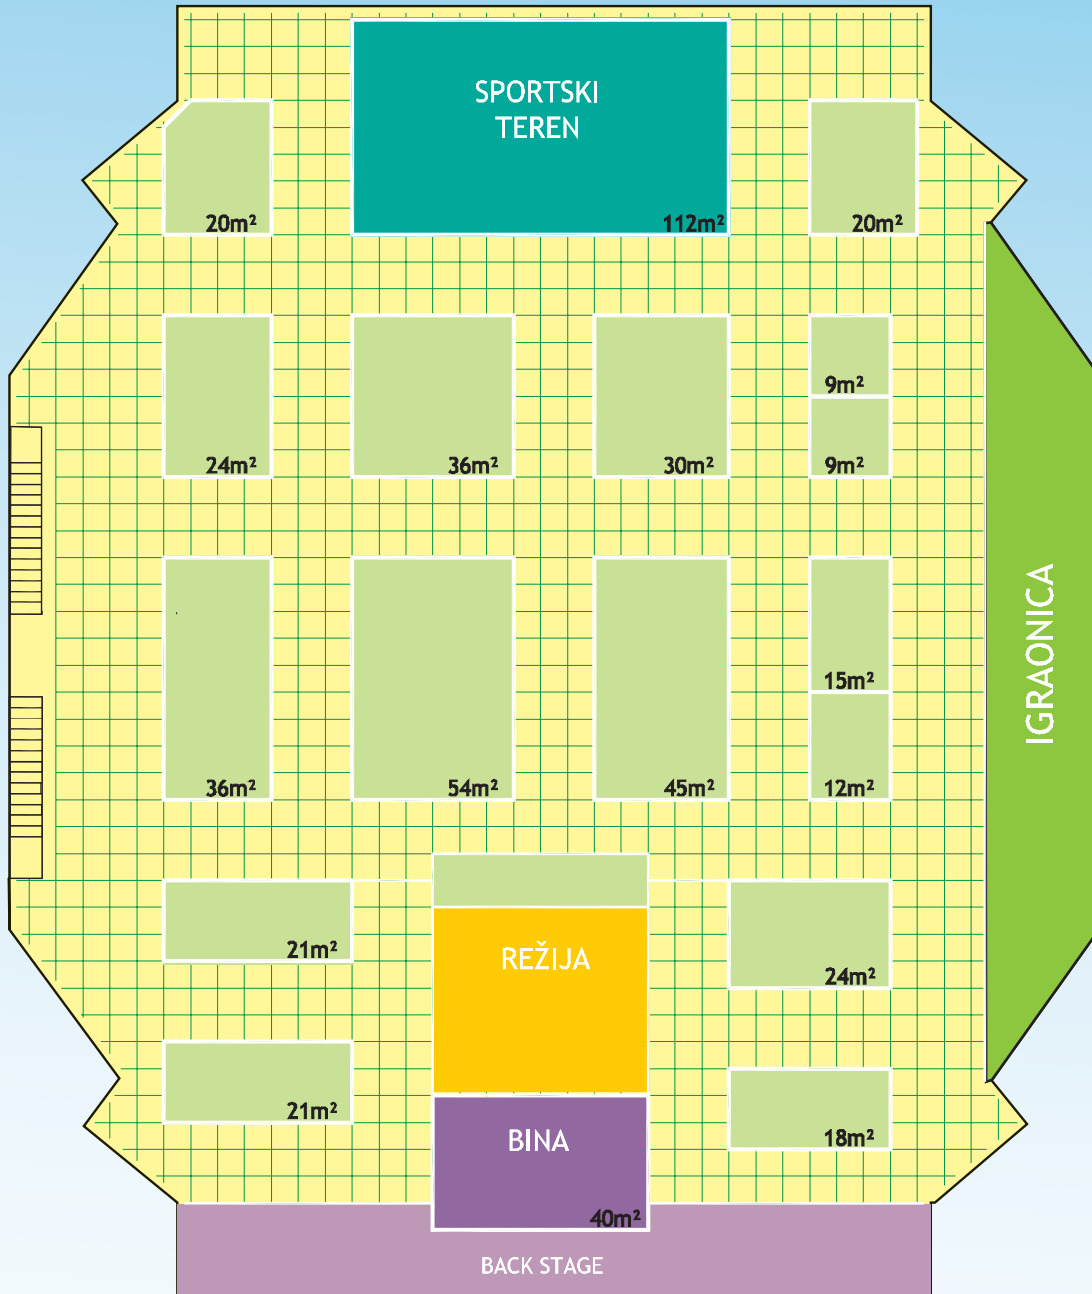 SPORTSKI
TEREN
20m²
112m²
20m²
9m²
24m²
36m²
30m²
9m²
IGRAONICA
15m²
36m²
54m²
45m²
12m²
21m²
REŽIJA
24m²
21m²
BINA
18m²
40m²
BACK STAGE